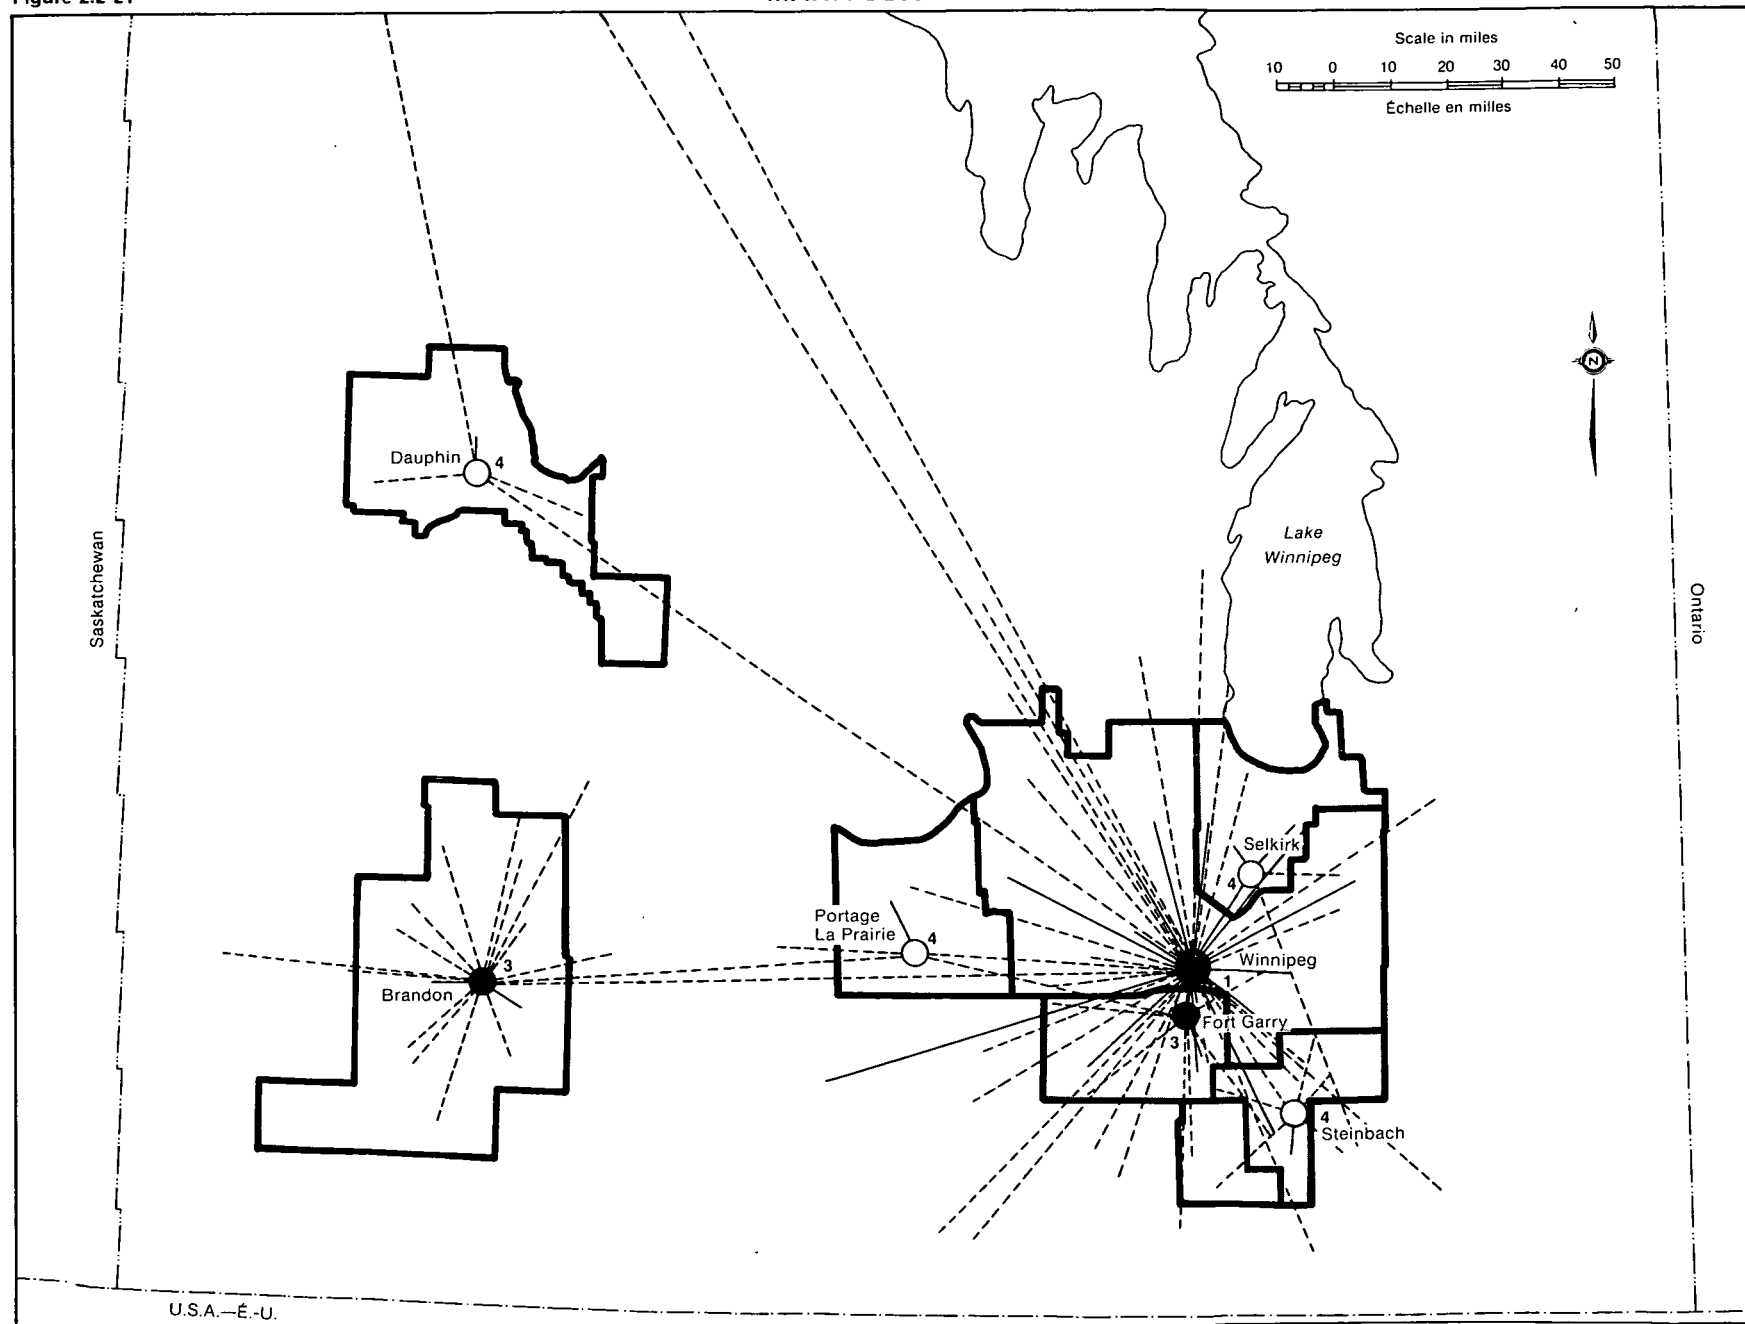 Scale in miles
10 0 10 20 30 40 50
Échelle en milles
N
Dauphin 4
Lake
Winnipeg
Saskatchewan
Ontario
Selkirk
4
Portage
La Prairie 4
Winnipeg
1
3
Brandon
Fort Garry
3
4
Steinbach
U.S.A.—É.-U.